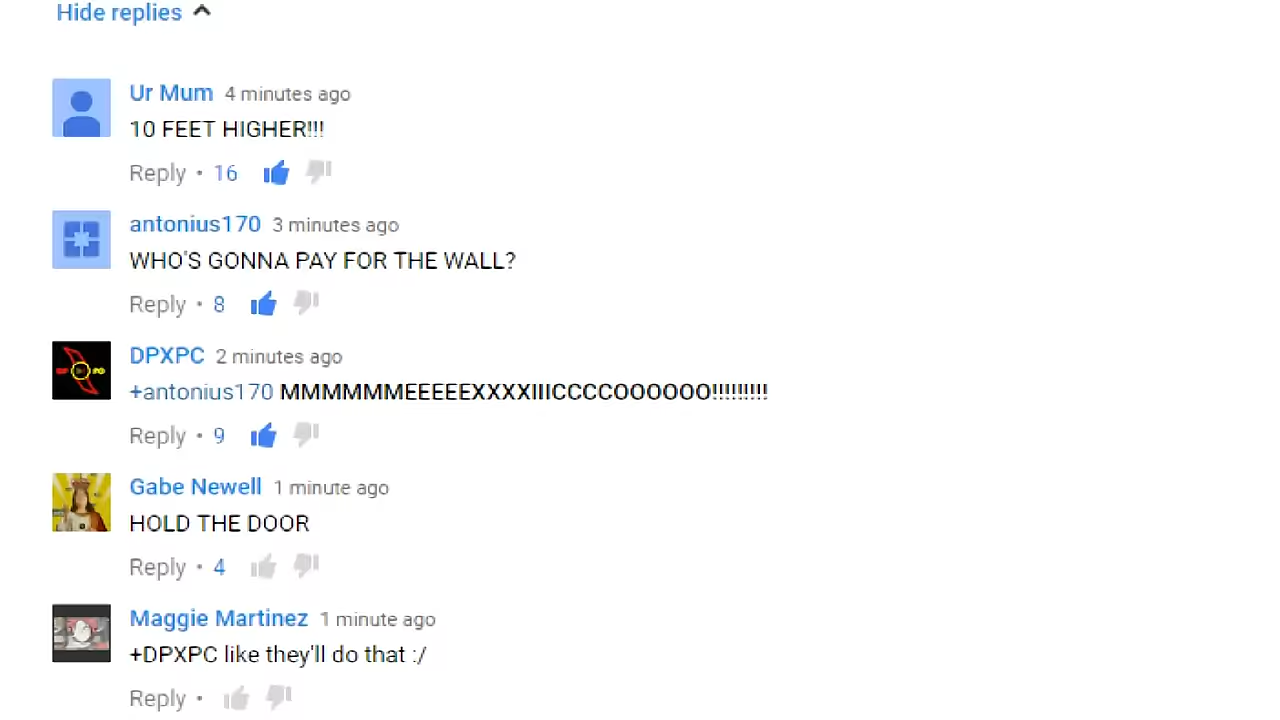 Hide replies
Ur Mum 4 minutes ago
10 FEET HIGHER!!!
Reply • 16
antonius170 3 minutes ago
WHO'S GONNA PAY FOR THE WALL?
Reply • 8
DPXPC 2 minutes ago
+antonius170 MMMMMMEEEEEXXXXIIICCCCOOOOOO!!!!!!!!!
Reply • 9
Gabe Newell 1 minute ago
HOLD THE DOOR
Reply • 4
Maggie Martinez 1 minute ago
+DPXPC like they'll do that :/
Reply •